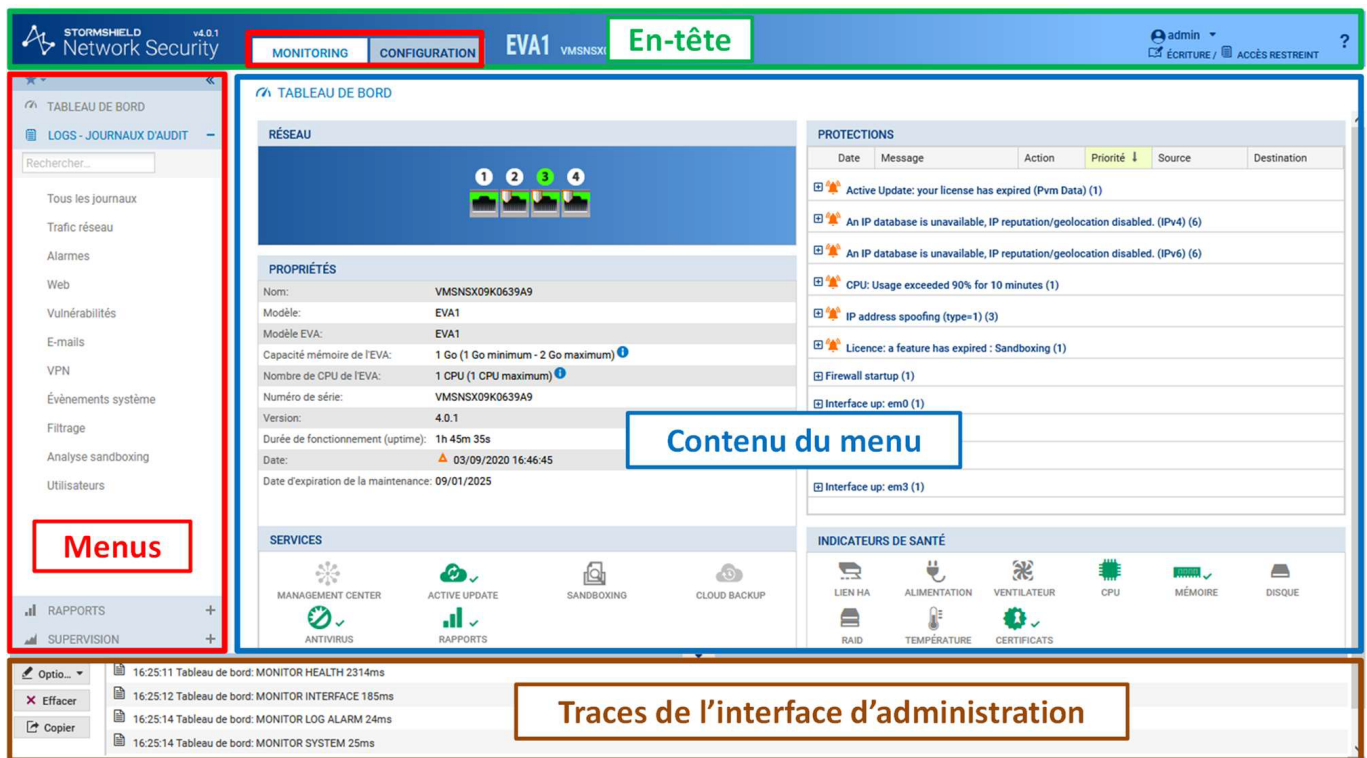 STORMSHIELD v4.0.1
Network Security
MONITORING CONFIGURATION
EVA1
En-tête
admin
ÉCRITURE / ACCÈS RESTREINT
?
TABLEAU DE BORD
LOGS - JOURNAUX D'AUDIT
Rechercher...
Tous les journaux
Trafic réseau
Alarmes
Web
Vulnérabilités
E-mails
VPN
Évènements système
Filtrage
Analyse sandboxing
Utilisateurs
Menus
RAPPORTS +
SUPERVISION +
TABLEAU DE BORD
RÉSEAU
1 2 3 4
PROPRIÉTÉS
Nom: VMSNSX09K0639A9
Modèle: EVA1
Modèle EVA: EVA1
Capacité mémoire de l'EVA: 1 Go (1 Go minimum - 2 Go maximum)
Nombre de CPU de l'EVA: 1 CPU (1 CPU maximum)
Numéro de série: VMSNSX09K0639A9
Version: 4.0.1
Durée de fonctionnement (uptime): 1h 45m 35s
Date: 03/09/2020 16:46:45
Date d'expiration de la maintenance: 09/01/2025
SERVICES
MANAGEMENT CENTER ACTIVE UPDATE SANDBOXING CLOUD BACKUP
ANTIVIRUS RAPPORTS
PROTECTIONS
Date Message Action Priorité Source Destination
Active Update: your license has expired (Pvm Data) (1)
An IP database is unavailable, IP reputation/geolocation disabled. (IPv4) (6)
An IP database is unavailable, IP reputation/geolocation disabled. (IPv6) (6)
CPU: Usage exceeded 90% for 10 minutes (1)
IP address spoofing (type=1) (3)
Licence: a feature has expired : Sandboxing (1)
Firewall startup (1)
Interface up: em0 (1)
Contenu du menu
Interface up: em3 (1)
INDICATEURS DE SANTÉ
LIEN HA ALIMENTATION VENTILATEUR CPU MÉMOIRE DISQUE
RAID TEMPÉRATURE CERTIFICATS
Optio...
Effacer
Copier
16:25:11 Tableau de bord: MONITOR HEALTH 2314ms
16:25:12 Tableau de bord: MONITOR INTERFACE 185ms
16:25:14 Tableau de bord: MONITOR LOG ALARM 24ms
16:25:14 Tableau de bord: MONITOR SYSTEM 25ms
Traces de l'interface d'administration